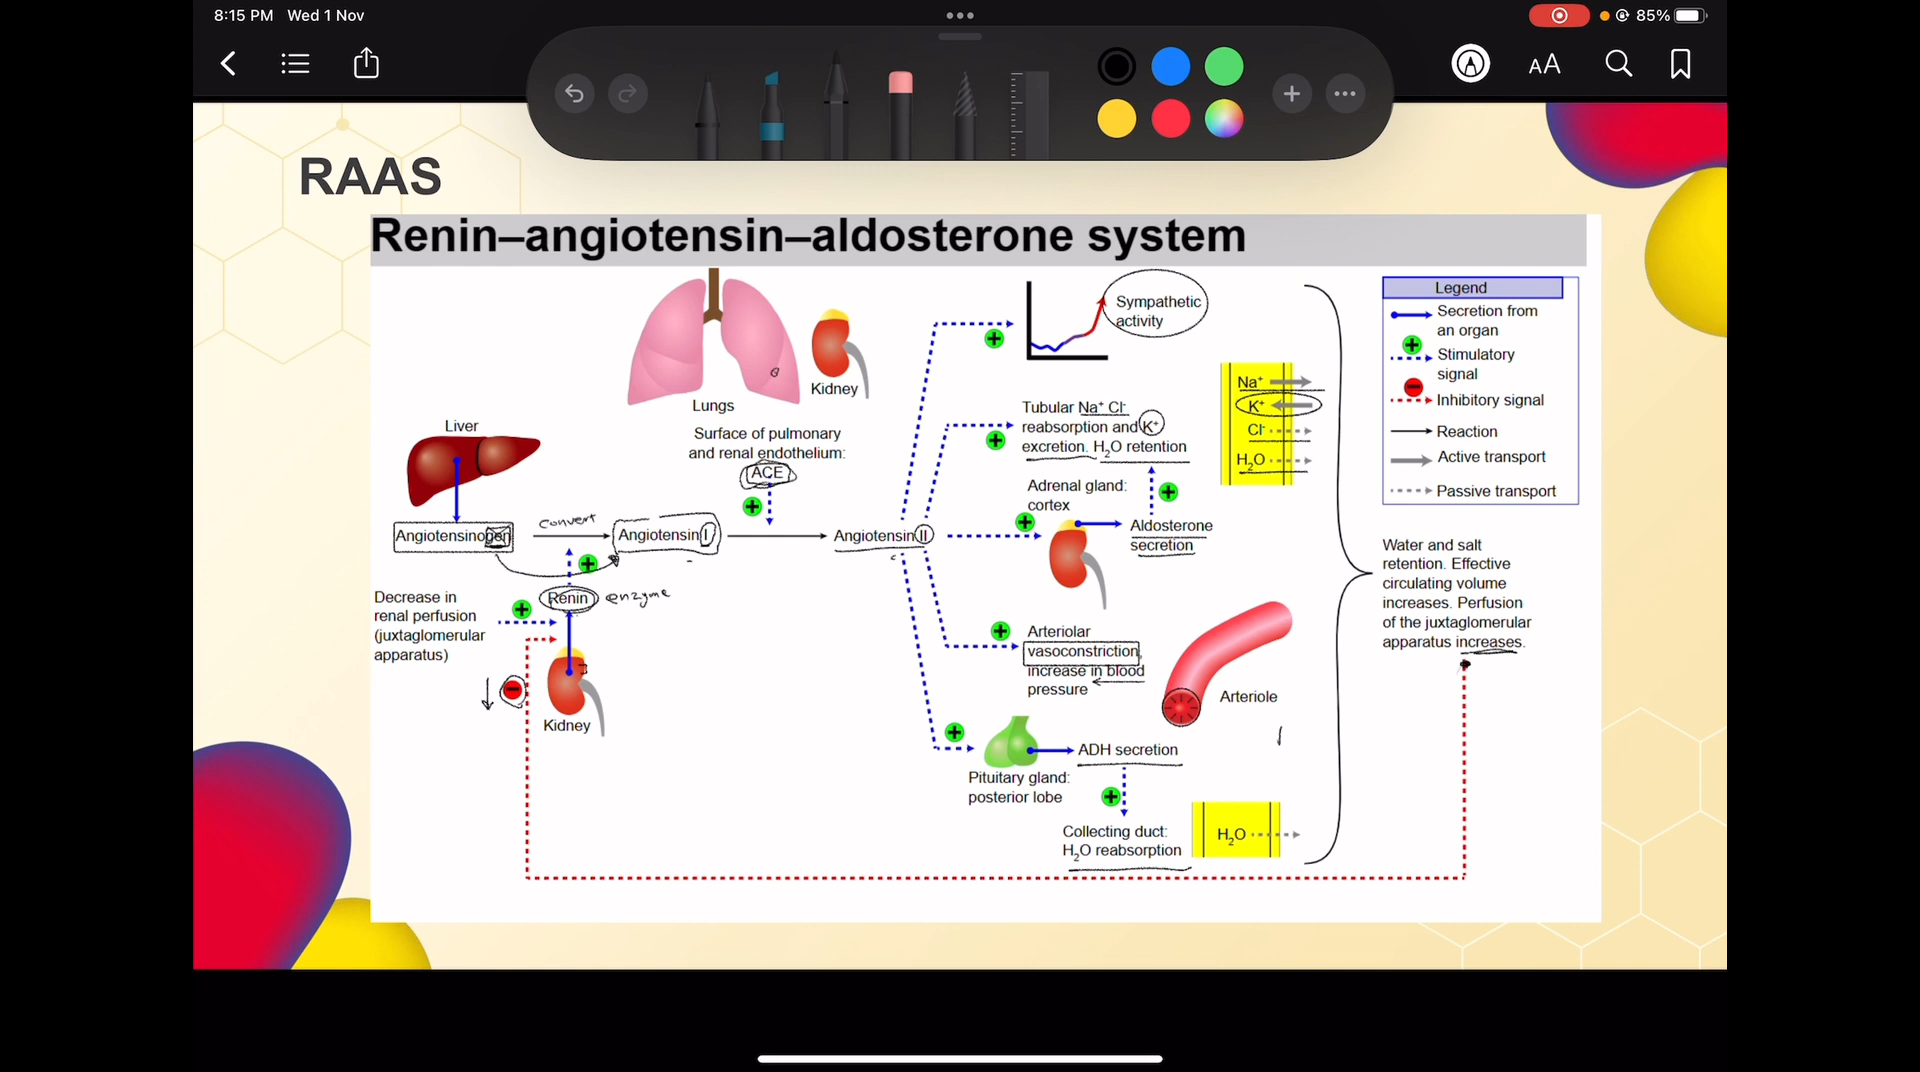 8:15 PM Wed 1 Nov
85%
AA
RAAS
Renin–angiotensin–aldosterone system
Lungs
Kidney
Liver
Surface of pulmonary
and renal endothelium:
ACE
Angiotensinogen
convert
Angiotensin I
Angiotensin II
Renin
enzyme
Decrease in
renal perfusion
(juxtaglomerular
apparatus)
Kidney
Sympathetic
activity
Tubular Na+ Cl-
reabsorption and K+
excretion. H2O retention
Adrenal gland:
cortex
Aldosterone
secretion
Arteriolar
vasoconstriction,
increase in blood
pressure
Arteriole
ADH secretion
Pituitary gland:
posterior lobe
Collecting duct:
H2O reabsorption
H2O
Na+
K+
Cl-
H2O
Legend
Secretion from
an organ
Stimulatory
signal
Inhibitory signal
Reaction
Active transport
Passive transport
Water and salt
retention. Effective
circulating volume
increases. Perfusion
of the juxtaglomerular
apparatus increases.